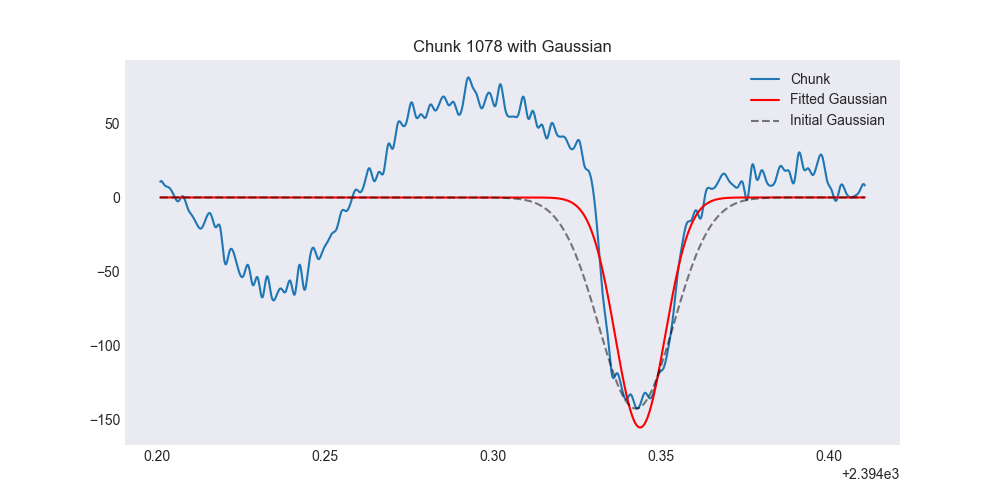 Chunk 1078 with Gaussian
Chunk
Fitted Gaussian
Initial Gaussian
50
0
−50
−100
−150
0.20 0.25 0.30 0.35 0.40
+2.394e3